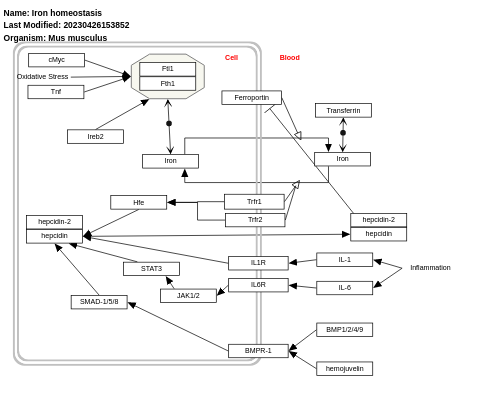 Name: Iron homeostasis
Last Modified: 20230426153852
Organism: Mus musculus
cMyc
Oxidative Stress
Tnf
Ftl1
Fth1
Cell
Blood
Ferroportin
Transferrin
Ireb2
Iron
Iron
Hfe
Trfr1
Trfr2
hepcidin-2
hepcidin
hepcidin-2
hepcidin
STAT3
IL1R
IL-1
Inflammation
JAK1/2
IL6R
IL-6
SMAD-1/5/8
BMP1/2/4/9
BMPR-1
hemojuvelin